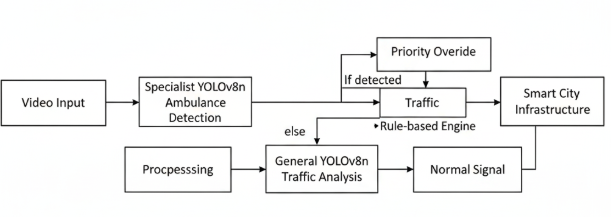 Priority Overide
If detected
Video Input
Specialist YOLOv8n
Ambulance
Detection
Traffic
Smart City
Infrastructure
Rule-based Engine
else
Procpesssing
General YOLOv8n
Traffic Analysis
Normal Signal